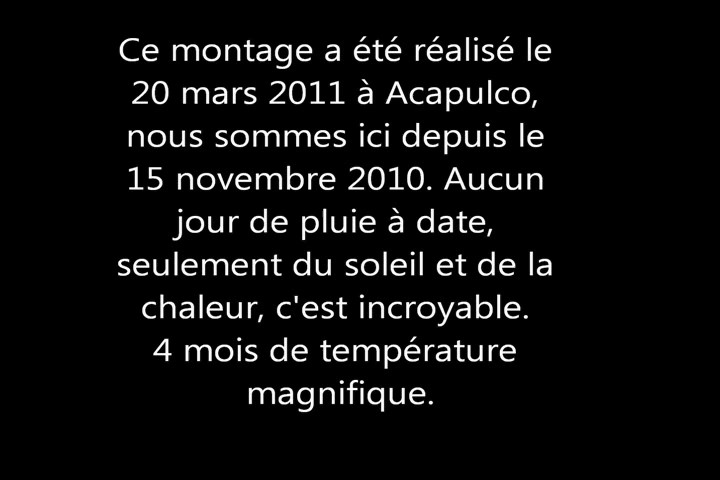 Ce montage a été réalisé le
20 mars 2011 à Acapulco,
nous sommes ici depuis le
15 novembre 2010. Aucun
jour de pluie à date,
seulement du soleil et de la
chaleur, c'est incroyable.
4 mois de température
magnifique.